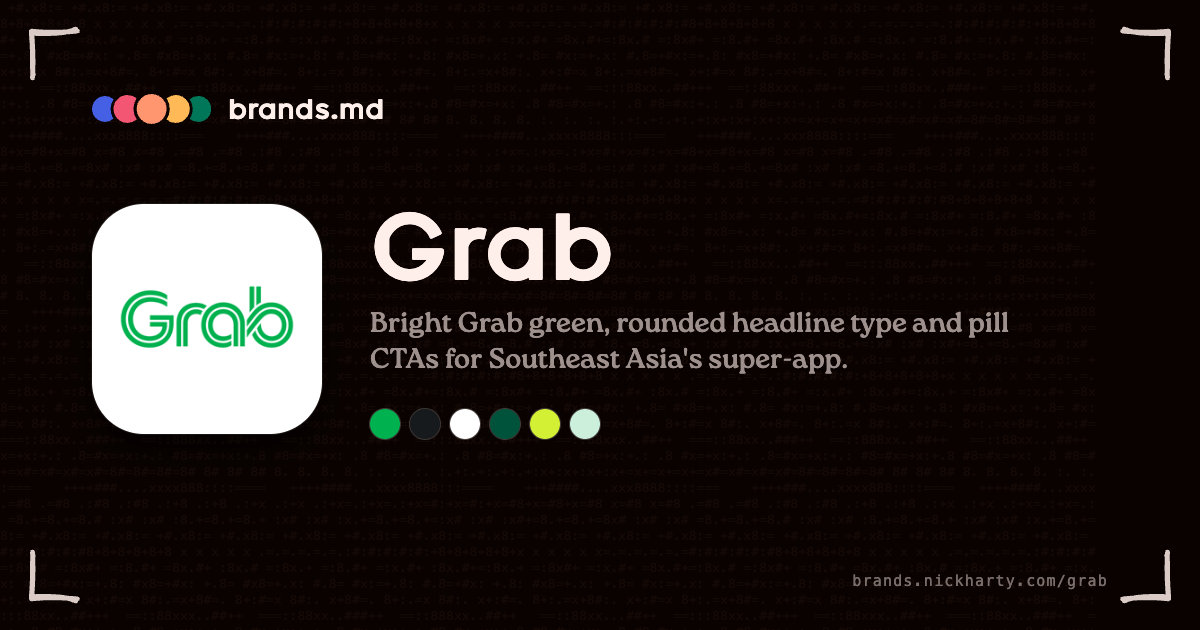 brands.md
Grab
Grab
Bright Grab green, rounded headline type and pill
CTAs for Southeast Asia's super-app.
brands.nickharty.com/grab